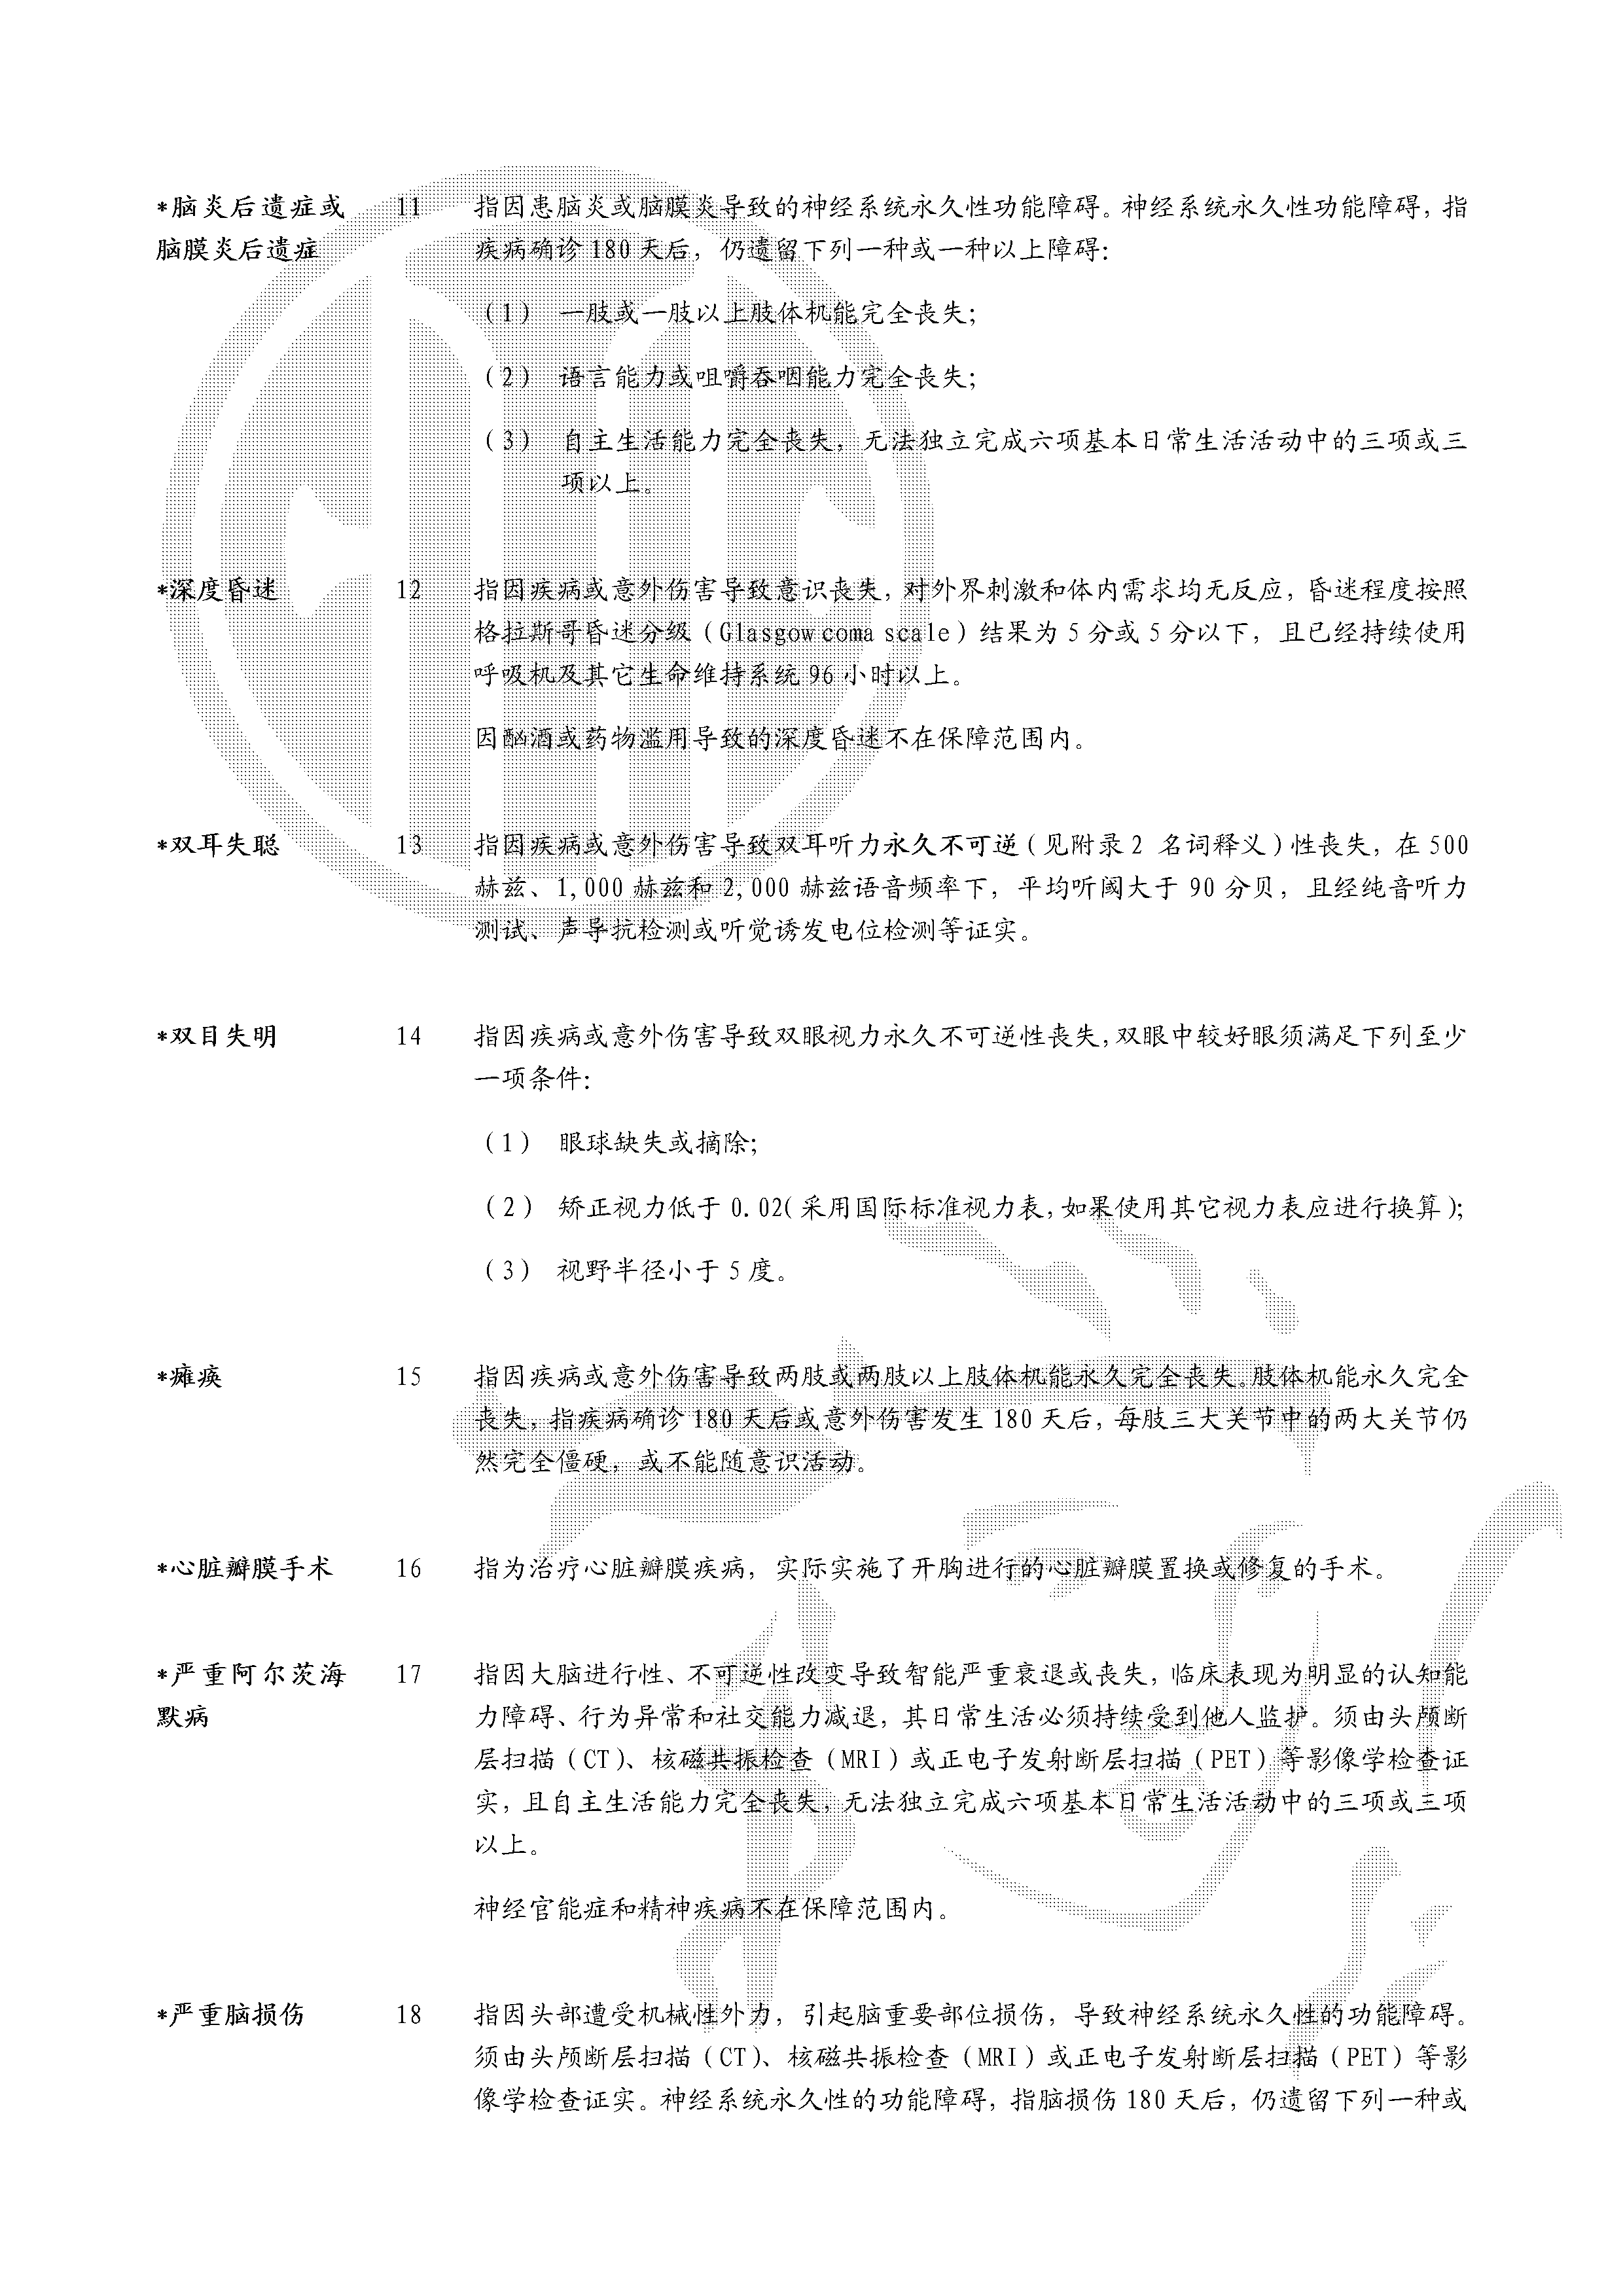 *脑炎后遗症或 11 指因患脑炎或脑膜炎导致的神经系统永久性功能障碍。神经系统永久性功能障碍，指
脑膜炎后遗症 疾病确诊 180 天后，仍遗留下列一种或一种以上障碍：
（1） 一肢或一肢以上肢体机能完全丧失；
（2） 语言能力或咀嚼吞咽能力完全丧失；
（3） 自主生活能力完全丧失，无法独立完成六项基本日常生活活动中的三项或三
项以上。
*深度昏迷 12 指因疾病或意外伤害导致意识丧失，对外界刺激和体内需求均无反应，昏迷程度按照
格拉斯哥昏迷分级（Glasgow coma scale）结果为 5 分或 5 分以下，且已经持续使用
呼吸机及其它生命维持系统 96 小时以上。
因酗酒或药物滥用导致的深度昏迷不在保障范围内。
*双耳失聪 13 指因疾病或意外伤害导致双耳听力永久不可逆（见附录 2 名词释义）性丧失，在 500
赫兹、1,000 赫兹和 2,000 赫兹语音频率下，平均听阈大于 90 分贝，且经纯音听力
测试、声导抗检测或听觉诱发电位检测等证实。
*双目失明 14 指因疾病或意外伤害导致双眼视力永久不可逆性丧失，双眼中较好眼须满足下列至少
一项条件：
（1） 眼球缺失或摘除；
（2） 矫正视力低于 0.02（采用国际标准视力表，如果使用其它视力表应进行换算）；
（3） 视野半径小于 5 度。
*瘫痪 15 指因疾病或意外伤害导致两肢或两肢以上肢体机能永久完全丧失。肢体机能永久完全
丧失，指疾病确诊 180 天后或意外伤害发生 180 天后，每肢三大关节中的两大关节仍
然完全僵硬，或不能随意识活动。
*心脏瓣膜手术 16 指为治疗心脏瓣膜疾病，实际实施了开胸进行的心脏瓣膜置换或修复的手术。
*严重阿尔茨海 17 指因大脑进行性、不可逆性改变导致智能严重衰退或丧失，临床表现为明显的认知能
默病 力障碍、行为异常和社交能力减退，其日常生活必须持续受到他人监护。须由头颅断
层扫描（CT）、核磁共振检查（MRI）或正电子发射断层扫描（PET）等影像学检查证
实，且自主生活能力完全丧失，无法独立完成六项基本日常生活活动中的三项或三项
以上。
神经官能症和精神疾病不在保障范围内。
*严重脑损伤 18 指因头部遭受机械性外力，引起脑重要部位损伤，导致神经系统永久性的功能障碍。
须由头颅断层扫描（CT）、核磁共振检查（MRI）或正电子发射断层扫描（PET）等影
像学检查证实。神经系统永久性的功能障碍，指脑损伤 180 天后，仍遗留下列一种或